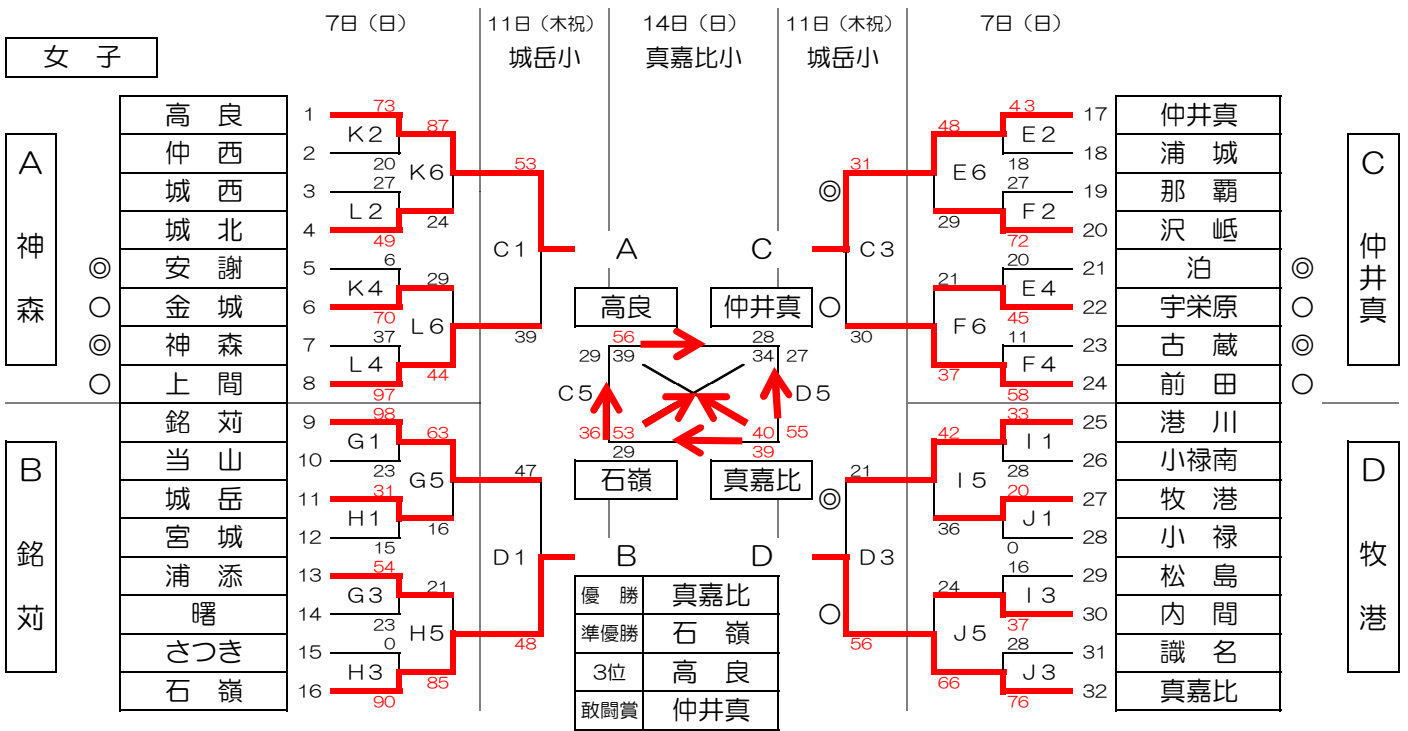 7日（日）
11日（木祝）
14日（日）
11日（木祝）
7日（日）
城岳小
真嘉比小
城岳小
女 子
A 神 森
B 銘 苅
C 仲井真
D 牧 港
高 良 1 73
K2
仲 西 2 20
城 西 3 27
L2
城 北 4 49
◎ 安 謝 5 6
K4
○ 金 城 6 70
◎ 神 森 7 37
L4
○ 上 間 8 97
銘 苅 9 98
G1
当 山 10 23
城 岳 11 31
H1
宮 城 12 15
浦 添 13 54
G3
曙 14 23
さつき 15 0
H3
石 嶺 16 90
87 K6 24
29 L6 44
63 G5 16
21 H5 85
53 C1 39
47 D1 48
A
B
C
D
高良
仲井真
石嶺
真嘉比
56 28
29 39 34 27
C5 D5
36 53 40 55
29 39
優 勝 真嘉比
準優勝 石 嶺
3位 高 良
敢闘賞 仲井真
31 ◎ C3 ○ 30
21 ◎ D3 ○ 56
48 E6 29
21 F6 37
42 I5 36
24 J5 66
43 17 仲井真
E2
18 18 浦 城
27 19 那 覇
F2
72 20 沢 岻
20 21 泊 ◎
E4
45 22 宇栄原 ○
11 23 古 蔵 ◎
F4
58 24 前 田 ○
33 25 港 川
I1
28 26 小禄南
20 27 牧 港
J1
0 28 小 禄
16 29 松 島
I3
37 30 内 間
28 31 識 名
J3
76 32 真嘉比